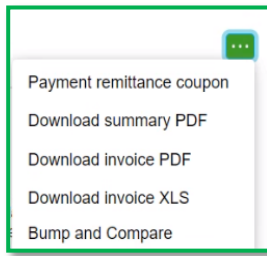 Payment remittance coupon
Download summary PDF
Download invoice PDF
Download invoice XLS
Bump and Compare